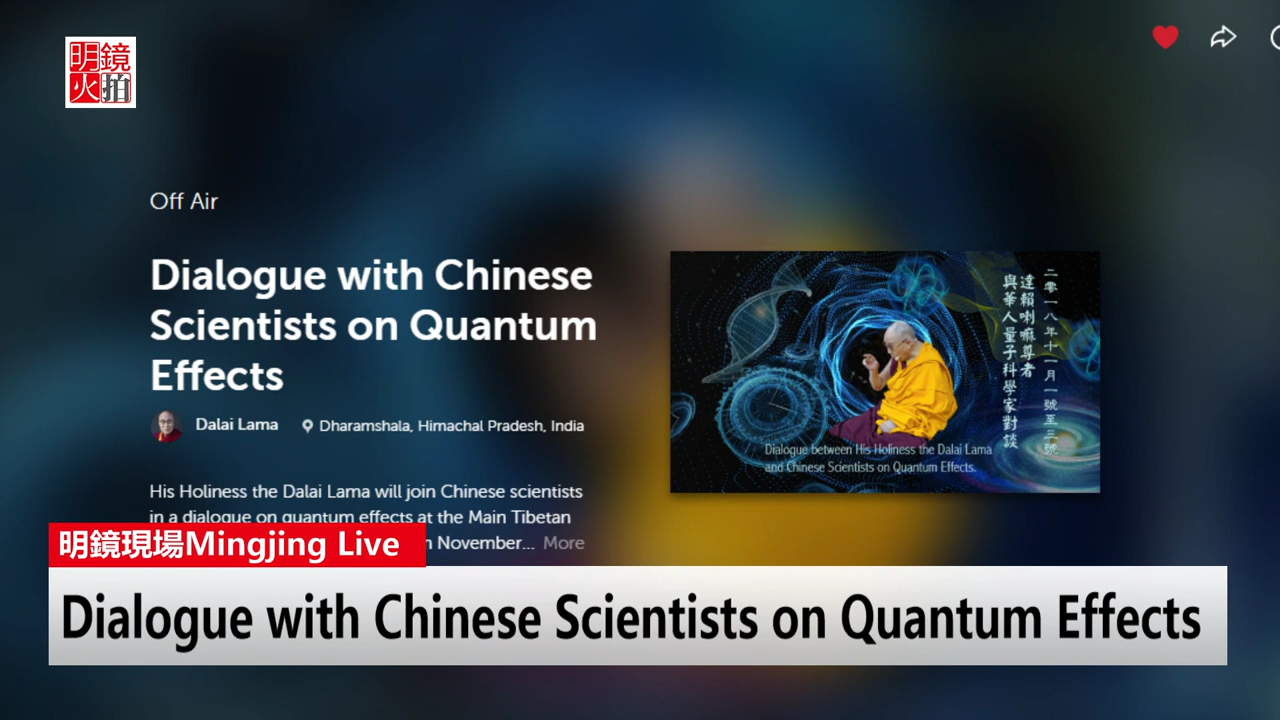 明鏡
火拍
Off Air
Dialogue with Chinese
Scientists on Quantum
Effects
Dalai Lama
Dharamshala, Himachal Pradesh, India
His Holiness the Dalai Lama will join Chinese scientists
in a dialogue on quantum effects at the Main Tibetan
November... More
二零一八年十一月一號至三號
達賴喇嘛尊者
與華人量子科學家對談
Dialogue between His Holiness the Dalai Lama
and Chinese Scientists on Quantum Effects.
明鏡現場Mingjing Live
Dialogue with Chinese Scientists on Quantum Effects